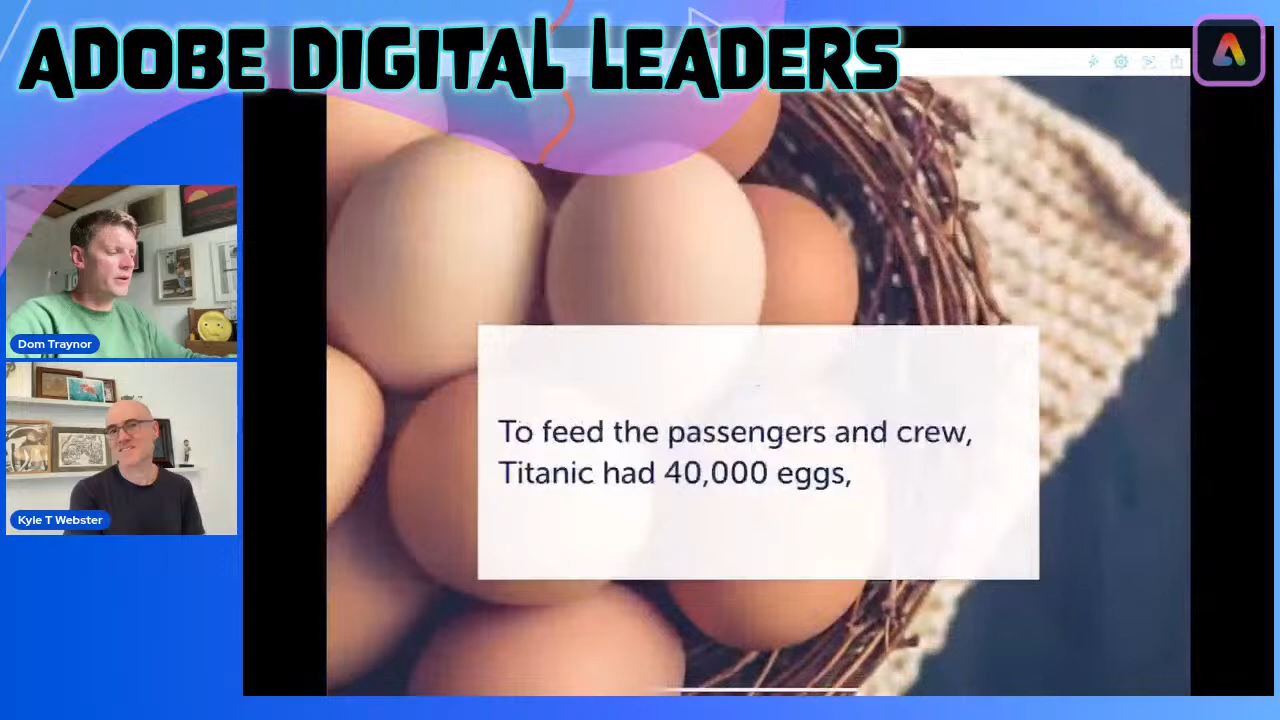 ADOBE DIGITAL LEADERS
Dom Traynor
Kyle T Webster
To feed the passengers and crew,
Titanic had 40,000 eggs,